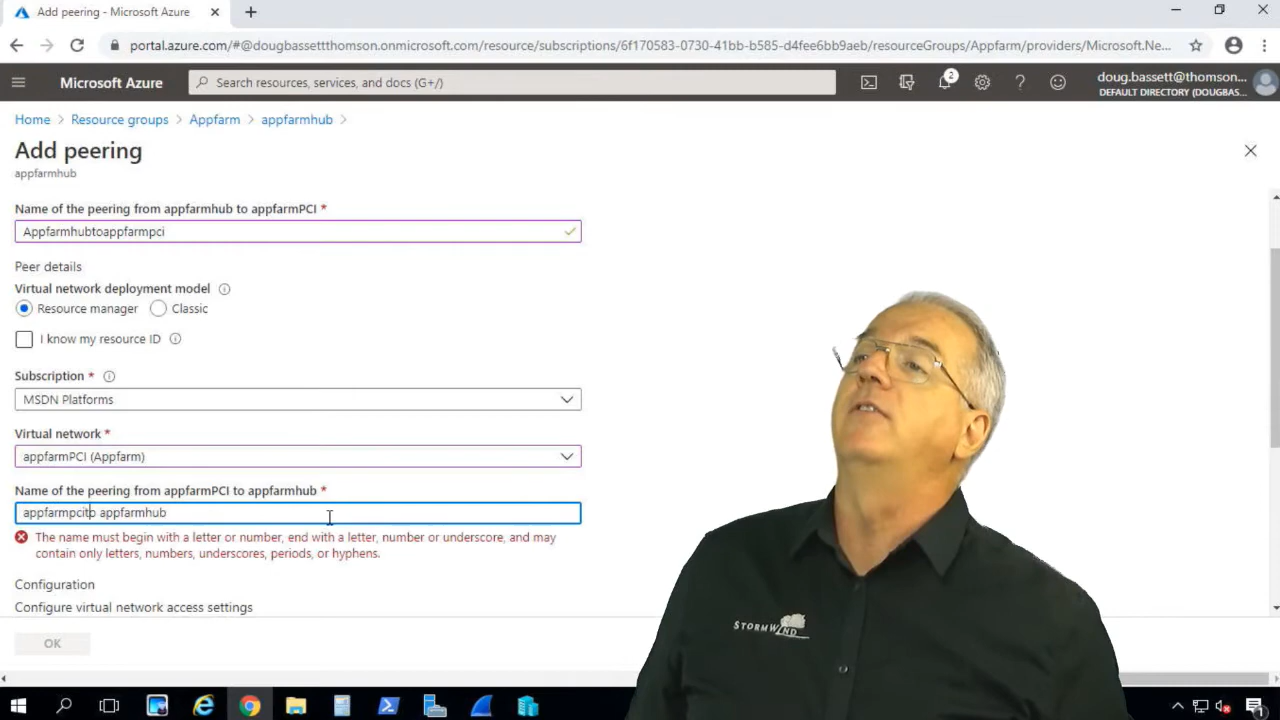 Add peering - Microsoft Azure
portal.azure.com/#@dougbassettthomson.onmicrosoft.com/resource/subscriptions/6f170583-0730-41bb-b585-d4fee6bb9aeb/resourceGroups/Appfarm/providers/Microsoft.Ne...
Microsoft Azure
Search resources, services, and docs (G+/)
2
doug.bassett@thomson...
DEFAULT DIRECTORY (DOUGBAS...
Home > Resource groups > Appfarm > appfarmhub >
Add peering
appfarmhub
Name of the peering from appfarmhub to appfarmPCI *
Appfarmhubtoappfarmpci
Peer details
Virtual network deployment model
Resource manager Classic
I know my resource ID
Subscription *
MSDN Platforms
Virtual network *
appfarmPCI (Appfarm)
Name of the peering from appfarmPCI to appfarmhub *
appfarmpcito appfarmhub
The name must begin with a letter or number, end with a letter, number or underscore, and may
contain only letters, numbers, underscores, periods, or hyphens.
Configuration
Configure virtual network access settings
OK
STORMWIND
1